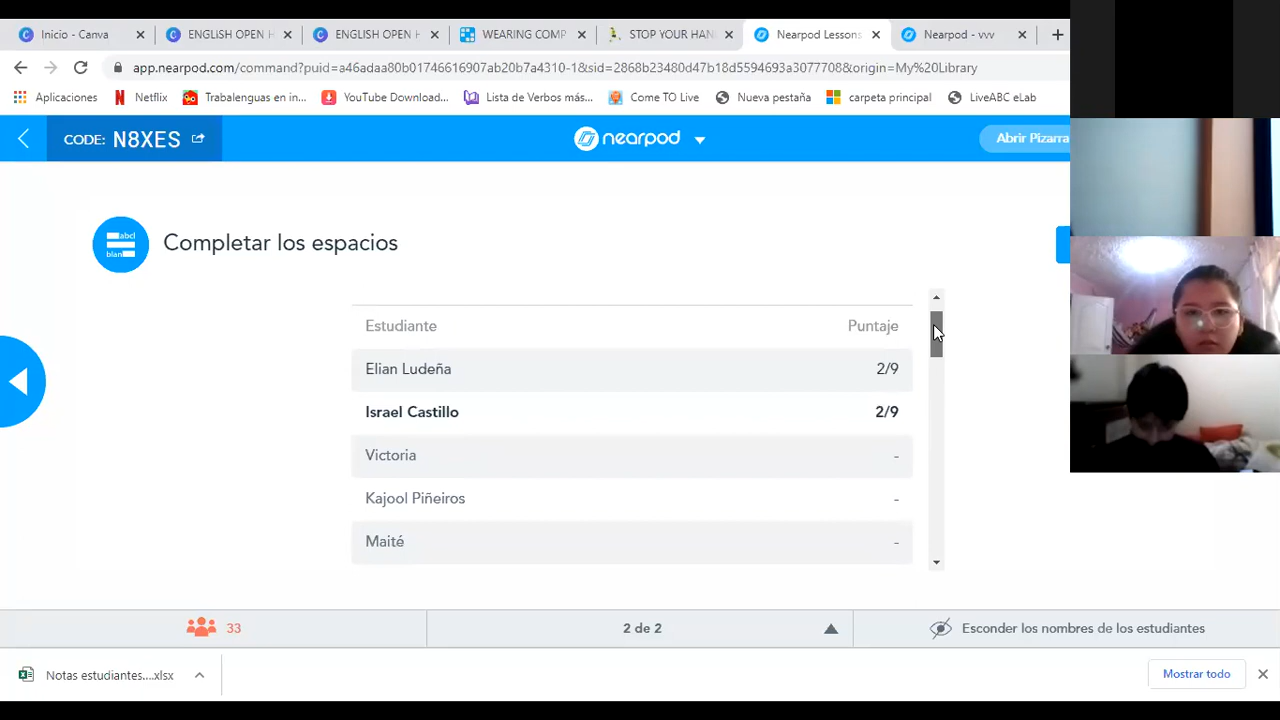 Inicio - Canva
ENGLISH OPEN H
ENGLISH OPEN H
WEARING COMP
STOP YOUR HAN
Nearpod Lessons
Nearpod - vvv
app.nearpod.com/command?puid=a46adaa80b01746616907ab20b7a4310-1&sid=2868b23480d47b18d5594693a3077708&origin=My%20Library
Aplicaciones
Netflix
Trabalenguas en in...
YouTube Download...
Lista de Verbos más...
Come TO Live
Nueva pestaña
carpeta principal
LiveABC eLab
CODE: N8XES
nearpod
Abrir Pizarra
abcl
blan
Completar los espacios
Estudiante Puntaje
Elian Ludeña 2/9
Israel Castillo 2/9
Victoria -
Kajool Piñeiros -
Maité -
33
2 de 2
Esconder los nombres de los estudiantes
Notas estudiantes....xlsx
Mostrar todo